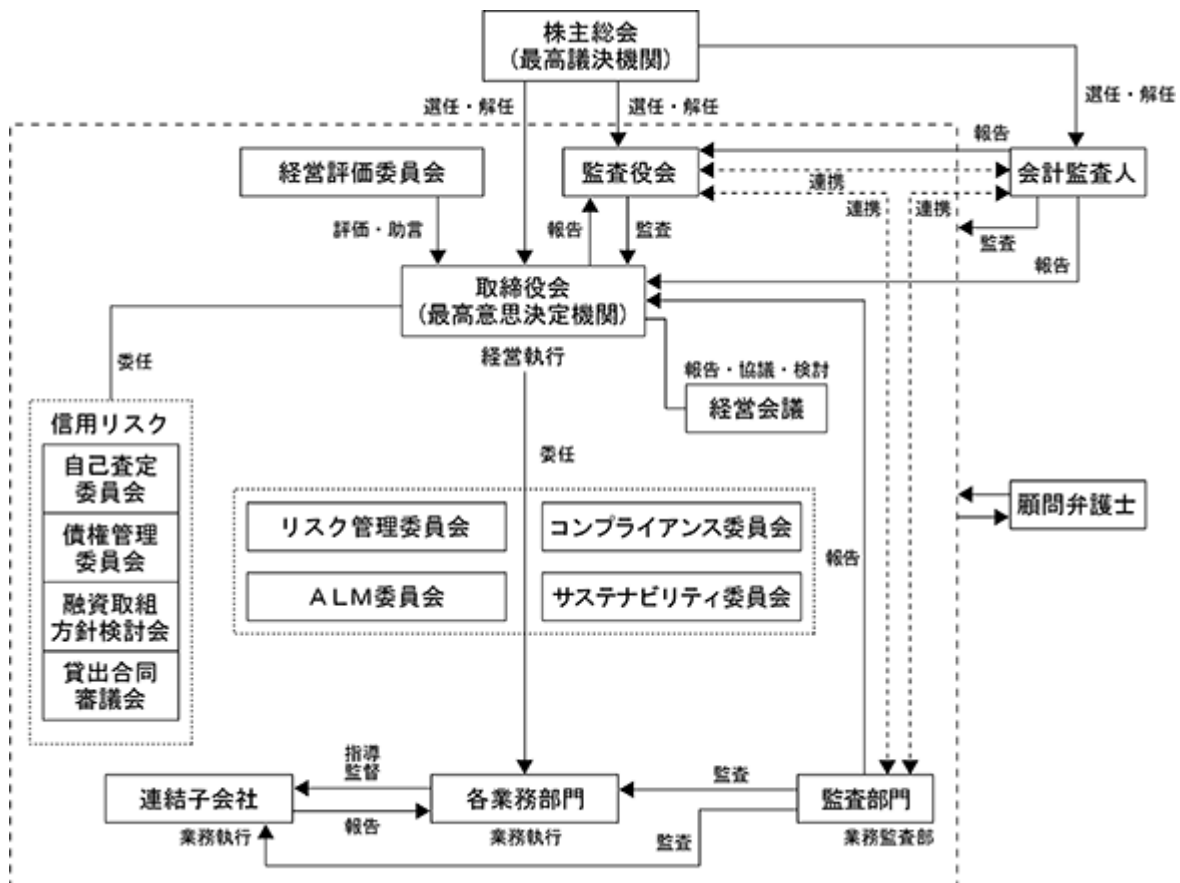 株主総会
（最高議決機関）
選任・解任
選任・解任
選任・解任
経営評価委員会
監査役会
報告
連携
会計監査人
連携
連携
評価・助言
報告
監査
監査
報告
取締役会
（最高意思決定機関）
経営執行
委任
報告・協議・検討
経営会議
信用リスク
自己査定
委員会
債権管理
委員会
融資取組
方針検討会
貸出合同
審議会
委任
リスク管理委員会
コンプライアンス委員会
ＡＬＭ委員会
サステナビリティ委員会
報告
顧問弁護士
連結子会社
業務執行
指導
監督
報告
各業務部門
業務執行
監査
監査
監査部門
業務監査部